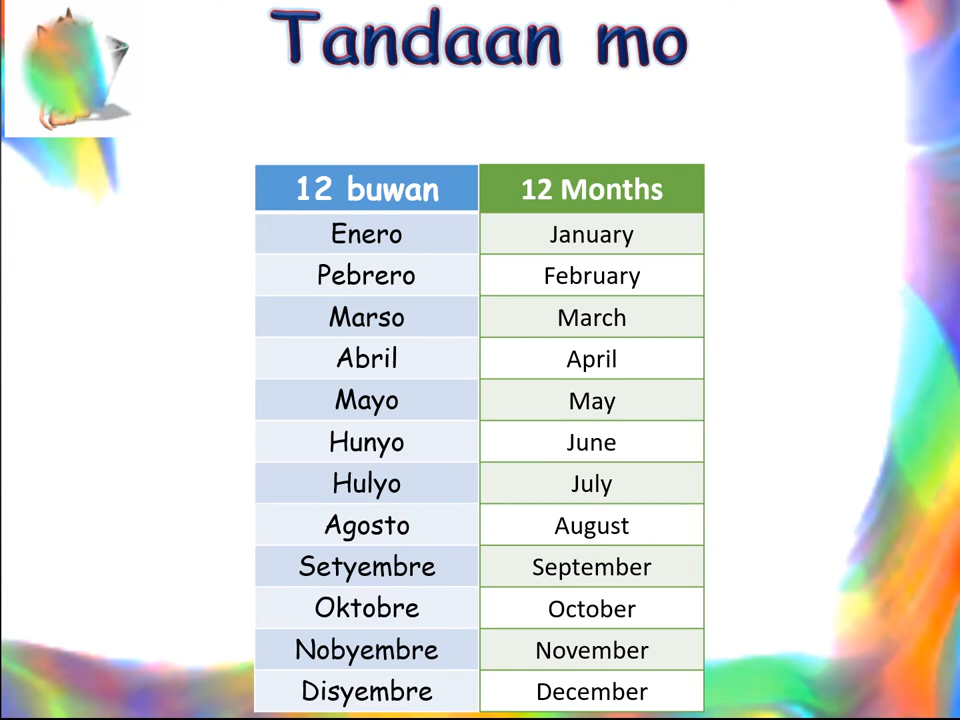 Tandaan mo
12 buwan 12 Months
Enero January
Pebrero February
Marso March
Abril April
Mayo May
Hunyo June
Hulyo July
Agosto August
Setyembre September
Oktobre October
Nobyembre November
Disyembre December